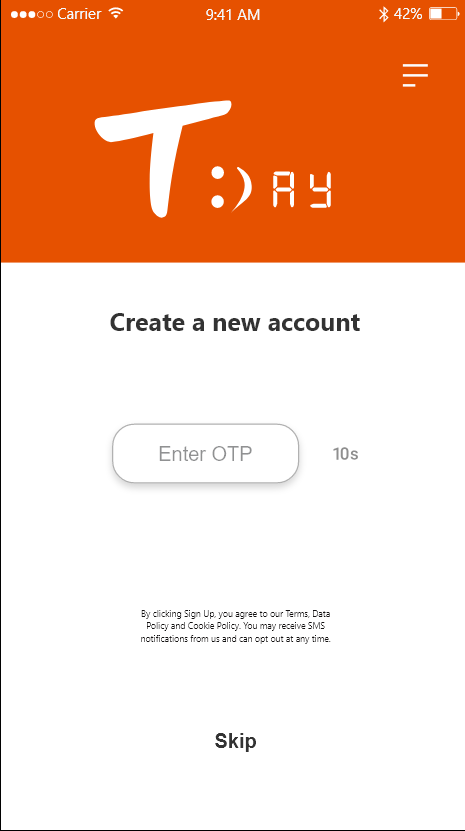 Carrier 9:41 AM 42%
T:) AY
Create a new account
Enter OTP 10s
By clicking Sign Up, you agree to our Terms, Data
Policy and Cookie Policy. You may receive SMS
notifications from us and can opt out at any time.
Skip